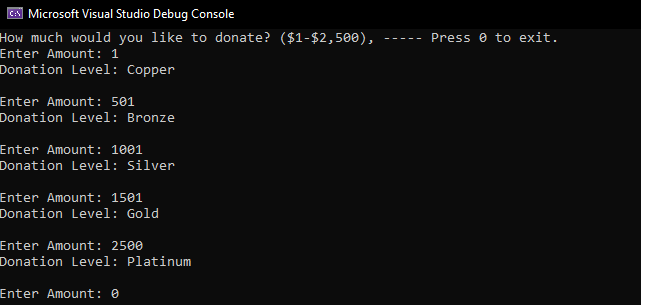 Microsoft Visual Studio Debug Console
How much would you like to donate? ($1-$2,500), ----- Press 0 to exit.
Enter Amount: 1
Donation Level: Copper
Enter Amount: 501
Donation Level: Bronze
Enter Amount: 1001
Donation Level: Silver
Enter Amount: 1501
Donation Level: Gold
Enter Amount: 2500
Donation Level: Platinum
Enter Amount: 0